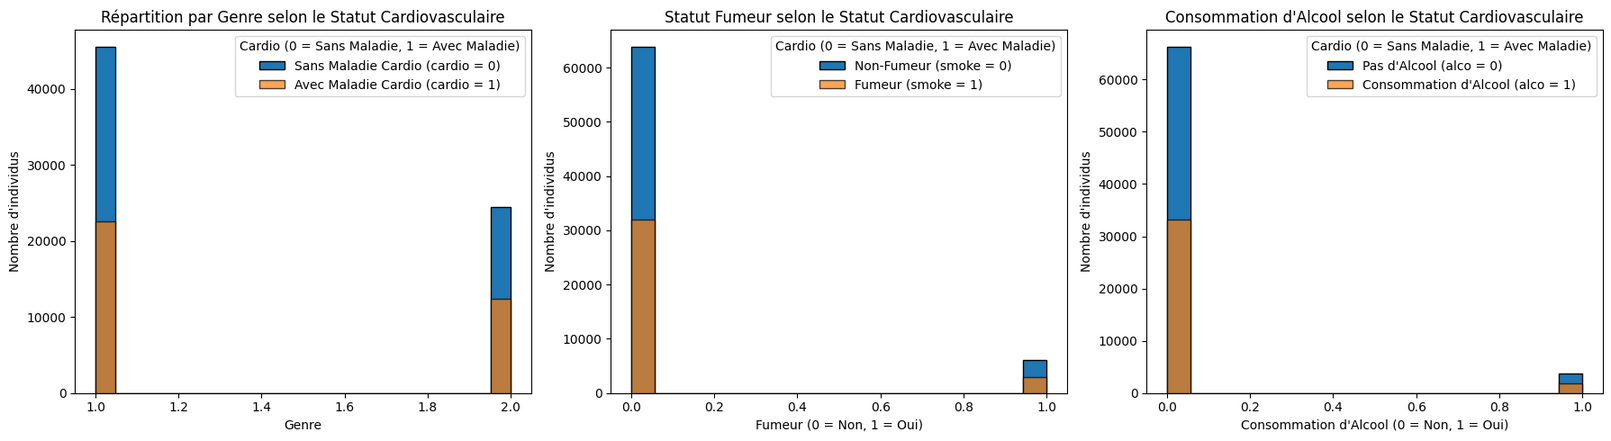 Répartition par Genre selon le Statut Cardiovasculaire
Cardio (0 = Sans Maladie, 1 = Avec Maladie)
Sans Maladie Cardio (cardio = 0)
Avec Maladie Cardio (cardio = 1)
Nombre d'individus
40000
30000
20000
10000
0
1.0 1.2 1.4 1.6 1.8 2.0
Genre
Statut Fumeur selon le Statut Cardiovasculaire
Cardio (0 = Sans Maladie, 1 = Avec Maladie)
Non-Fumeur (smoke = 0)
Fumeur (smoke = 1)
Nombre d'individus
60000
50000
40000
30000
20000
10000
0
0.0 0.2 0.4 0.6 0.8 1.0
Fumeur (0 = Non, 1 = Oui)
Consommation d'Alcool selon le Statut Cardiovasculaire
Cardio (0 = Sans Maladie, 1 = Avec Maladie)
Pas d'Alcool (alco = 0)
Consommation d'Alcool (alco = 1)
Nombre d'individus
60000
50000
40000
30000
20000
10000
0
0.0 0.2 0.4 0.6 0.8 1.0
Consommation d'Alcool (0 = Non, 1 = Oui)